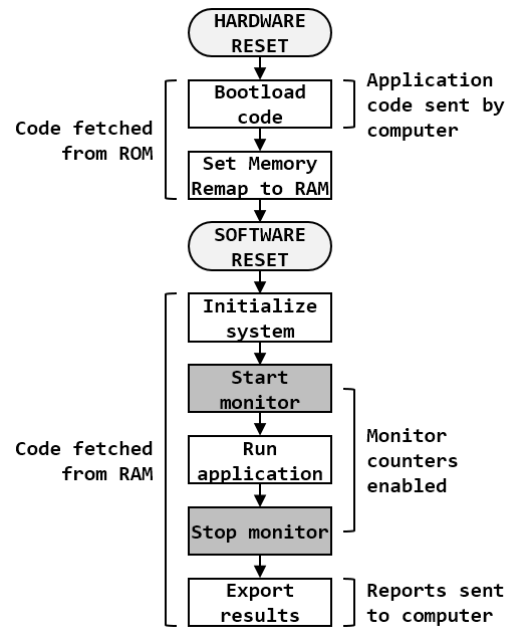 HARDWARE
RESET
Bootload
code
Application
code sent by
computer
Code fetched
from ROM
Set Memory
Remap to RAM
SOFTWARE
RESET
Initialize
system
Start
monitor
Run
application
Monitor
counters
enabled
Code fetched
from RAM
Stop monitor
Export
results
Reports sent
to computer